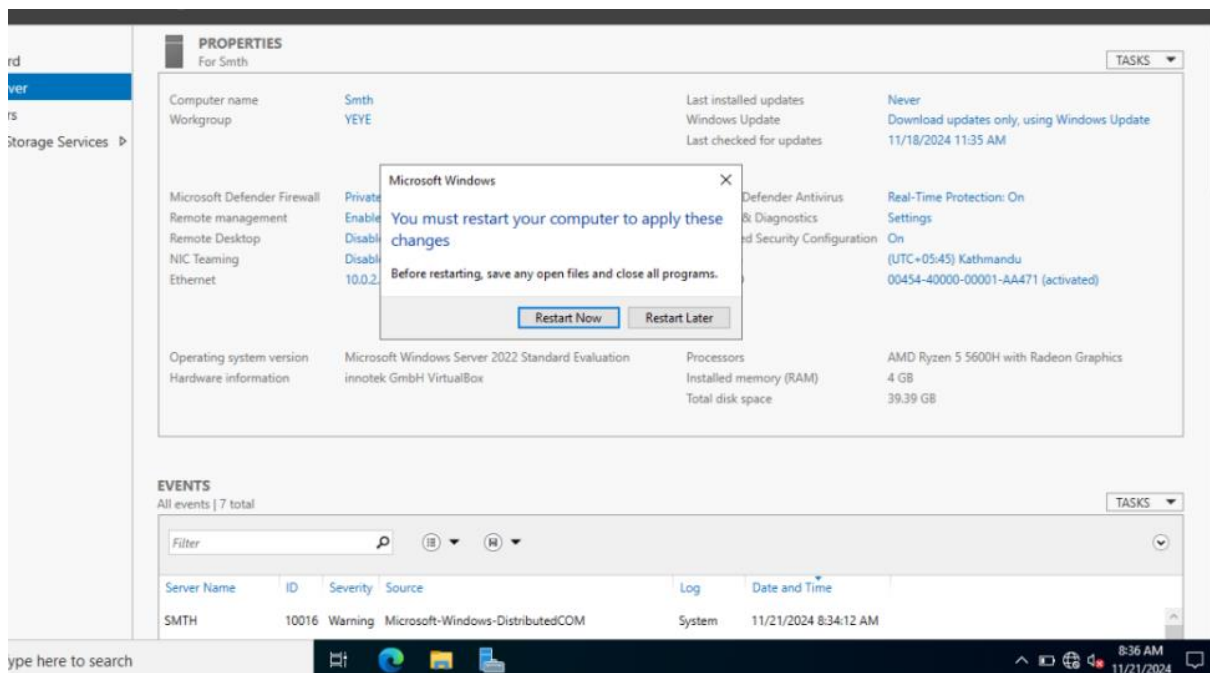 PROPERTIES
For Smth
TASKS
rd
ver
rs
Storage Services
Computer name Smth
Workgroup YEYE
Last installed updates Never
Windows Update Download updates only, using Windows Update
Last checked for updates 11/18/2024 11:35 AM
Microsoft Defender Firewall Private
Remote management Enable
Remote Desktop Disabl
NIC Teaming Disabl
Ethernet 10.0.2.
Microsoft Windows
You must restart your computer to apply these
changes
Before restarting, save any open files and close all programs.
Restart Now Restart Later
Defender Antivirus Real-Time Protection: On
& Diagnostics Settings
ed Security Configuration On
(UTC+05:45) Kathmandu
00454-40000-00001-AA471 (activated)
Operating system version Microsoft Windows Server 2022 Standard Evaluation
Hardware information innotek GmbH VirtualBox
Processors AMD Ryzen 5 5600H with Radeon Graphics
Installed memory (RAM) 4 GB
Total disk space 39.39 GB
EVENTS
All events | 7 total
TASKS
Filter
Server Name ID Severity Source Log Date and Time
SMTH 10016 Warning Microsoft-Windows-DistributedCOM System 11/21/2024 8:34:12 AM
ype here to search
8:36 AM
11/21/2024